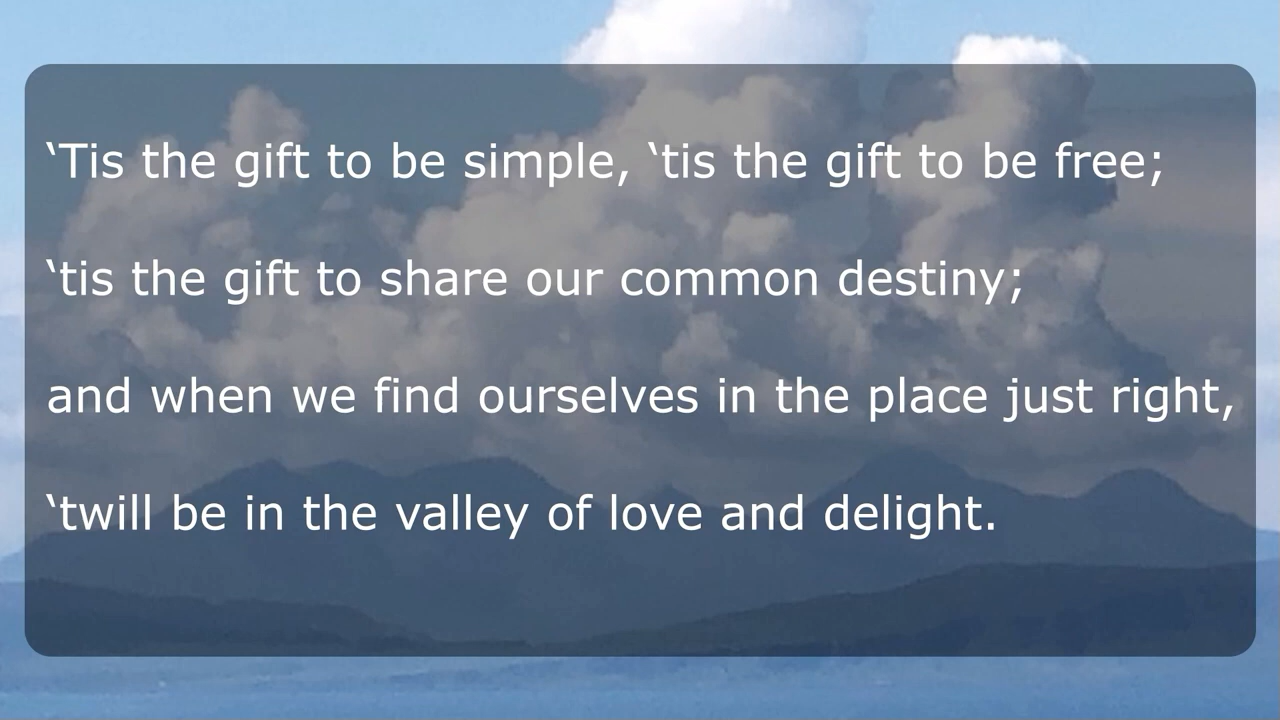 ‘Tis the gift to be simple, ‘tis the gift to be free;
‘tis the gift to share our common destiny;
and when we find ourselves in the place just right,
‘twill be in the valley of love and delight.